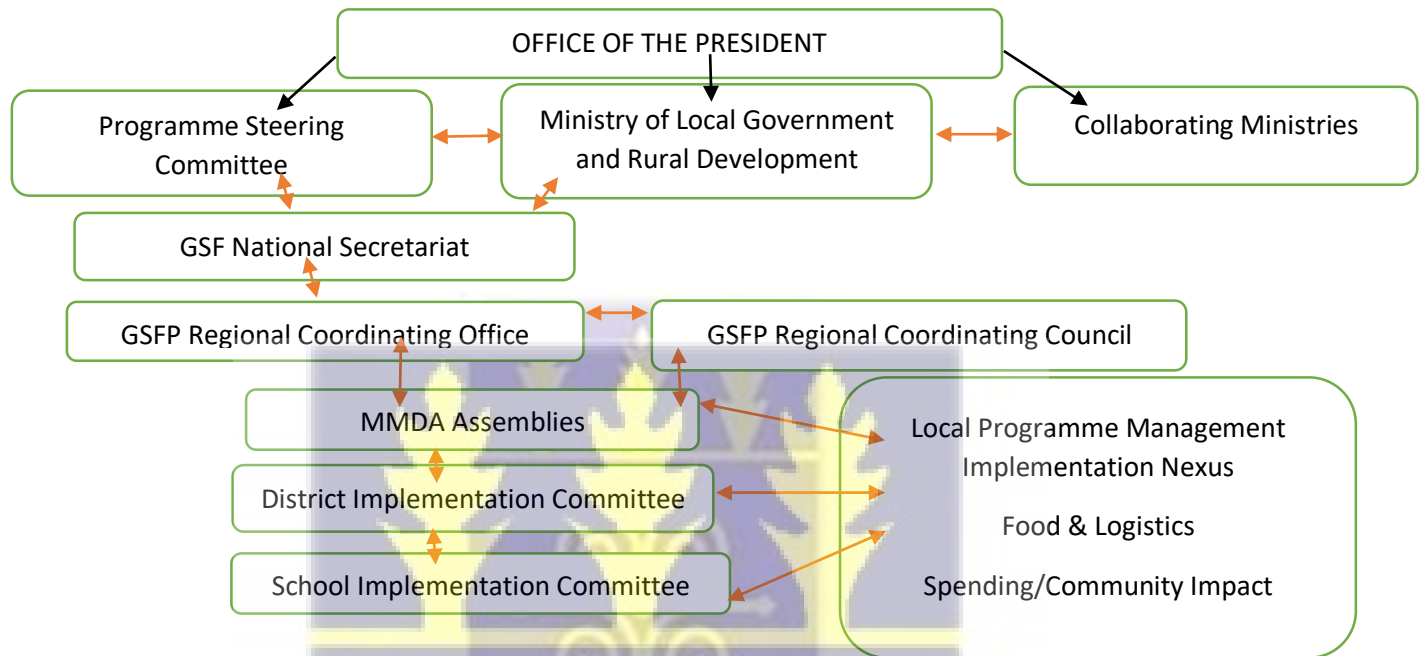 OFFICE OF THE PRESIDENT
Programme Steering
Committee
Ministry of Local Government
and Rural Development
Collaborating Ministries
GSF National Secretariat
GSFP Regional Coordinating Office
GSFP Regional Coordinating Council
MMDA Assemblies
District Implementation Committee
School Implementation Committee
Local Programme Management
Implementation Nexus
Food & Logistics
Spending/Community Impact